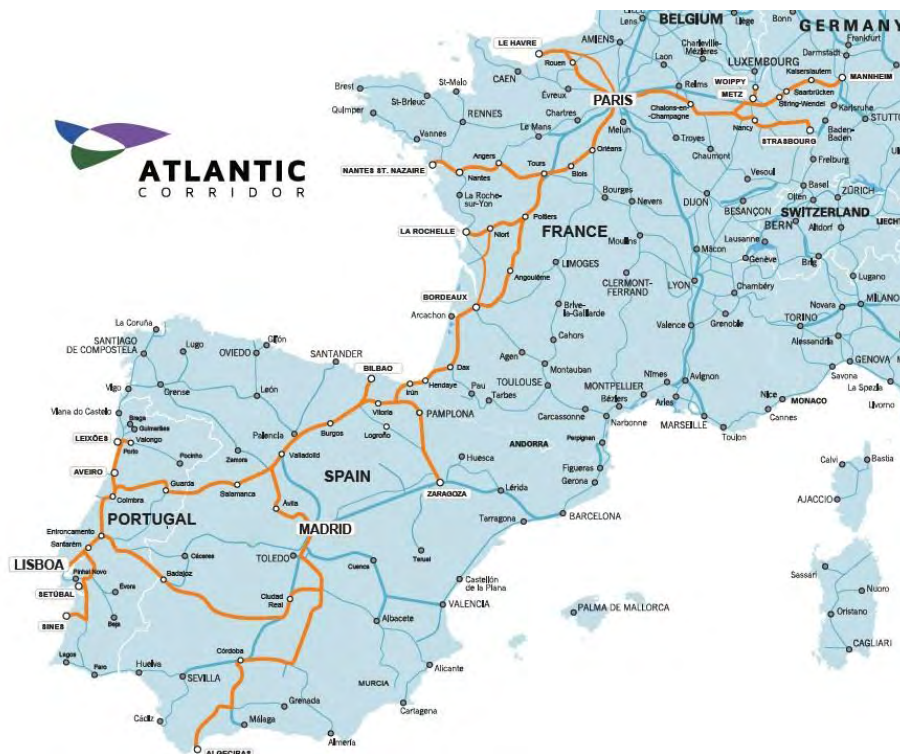 BELGIUM
GERMANY
Lens
Liège
Bonn
AMIENS
Charleville-
Mézières
Frankfurt
LE HAVRE
Rouen
Laon
LUXEMBOURG
Darmstadt
CAEN
Reims
WOIPPY
METZ
Kaiserslautern
Saarbrücken
Stiring-Wendel
MANNHEIM
Brest
St-Malo
Évreux
PARIS
Chalons-en-
Champagne
Karlsruhe
Quimper
St-Brieuc
RENNES
Chartres
Melun
Nancy
Baden-
Baden
Vannes
Le Mans
Troyes
STRASBOURG
Chaumont
Freiburg
ATLANTIC
CORRIDOR
NANTES ST. NAZAIRE
Angers
Nantes
Tours
Orléans
Blois
Vesoul
Basel
Olten
ZÜRICH
La Roche-
sur-Yon
Bourges
Nevers
DIJON
BESANÇON
SWITZERLAND
BERN
Altdorf
LIECHT
LA ROCHELLE
Niort
Poitiers
FRANCE
Moulins
Mâcon
Lausanne
Genève
Brig
Angoulême
LIMOGES
CLERMONT-
FERRAND
LYON
Chambéry
Lugano
BORDEAUX
Arcachon
Brive-
la-Gaillarde
Valence
Grenoble
Novara
MILANO
TORINO
Alessandria
La Coruña
SANTIAGO
DE COMPOSTELA
Lugo
OVIEDO
Gijón
SANTANDER
BILBAO
Cahors
Agen
Montauban
Dax
Hendaye
Irún
Pau
Tarbes
TOULOUSE
MONTPELLIER
Nîmes
Avignon
GENOVA
Savona
La Spezia
Livorno
Vigo
Orense
León
Vitoria
PAMPLONA
Carcassonne
Béziers
Narbonne
Arles
MARSEILLE
Toulon
Nice
Cannes
MONACO
Viana do Castelo
Braga
Guimarães
Burgos
Logroño
ANDORRA
Perpignan
LEIXÕES
Valongo
Porto
Pocinho
Zamora
Palencia
Valladolid
Huesca
Figueras
Gerona
Calvi
Bastia
AVEIRO
Guarda
Salamanca
SPAIN
ZARAGOZA
Lérida
AJACCIO
Coimbra
PORTUGAL
Ávila
MADRID
Tarragona
BARCELONA
Entroncamento
Santarém
LISBOA
Cáceres
TOLEDO
Cuenca
Teruel
Castellón
de la Plana
Sassari
Nuoro
Pinhal Novo
SETÚBAL
Évora
Badajoz
Ciudad
Real
VALENCIA
PALMA DE MALLORCA
Oristano
SINES
Beja
Albacete
CAGLIARI
Lagos
Faro
Huelva
SEVILLA
Córdoba
Alicante
MURCIA
Cádiz
Málaga
Grenada
Cartagena
Almería
ALGECIRAS